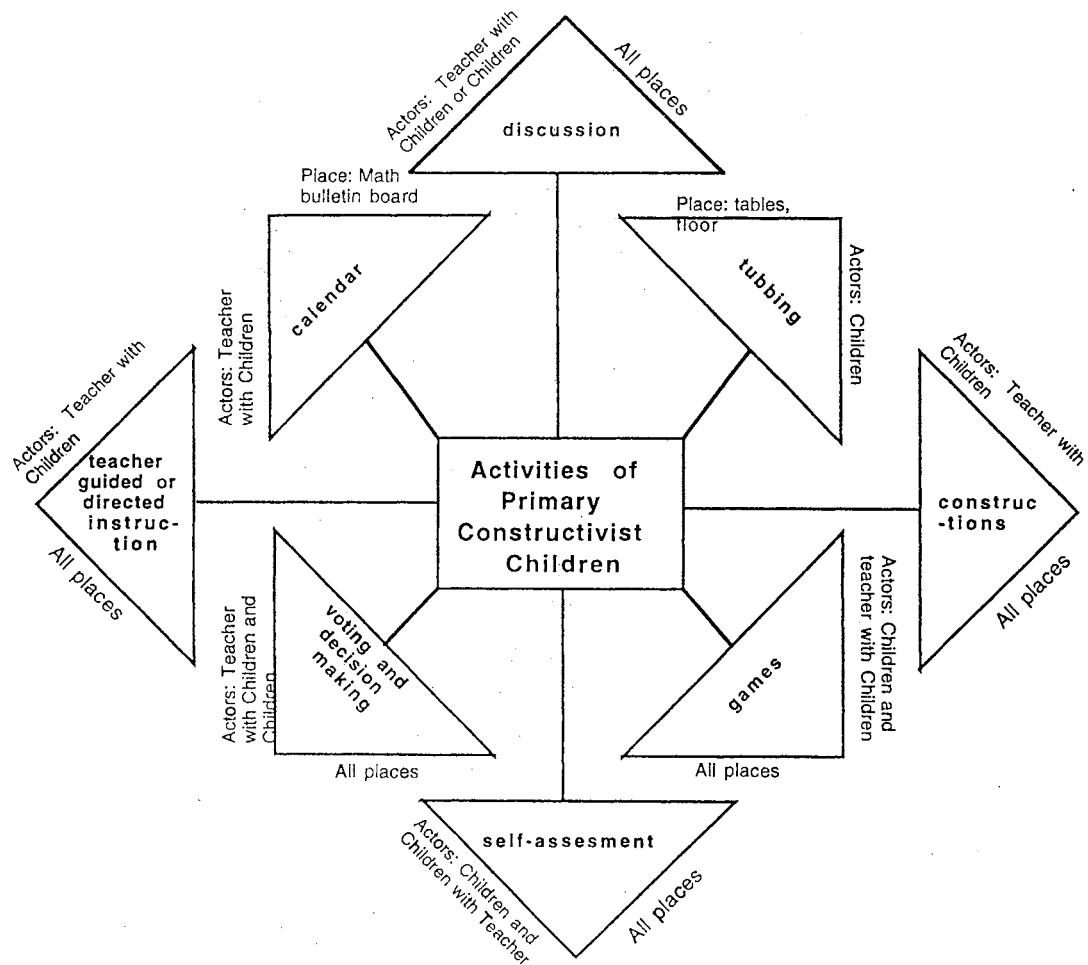 Actors: Teacher with
Children or Children
All places
discussion
Place: Math
bulletin board
calendar
Actors: Teacher
with Children
Place: tables,
floor
tubbing
Actors: Children
Actors: Teacher with
Children
teacher
guided or
directed
instruc-
tion
All places
Activities of
Primary
Constructivist
Children
Actors: Teacher with
Children
construc
-tions
All places
voting and
decision
making
Actors: Teacher
with Children and
Children
All places
games
Actors: Children and
teacher with Children
All places
self-assesment
Actors: Children and
Children with Teacher
All places